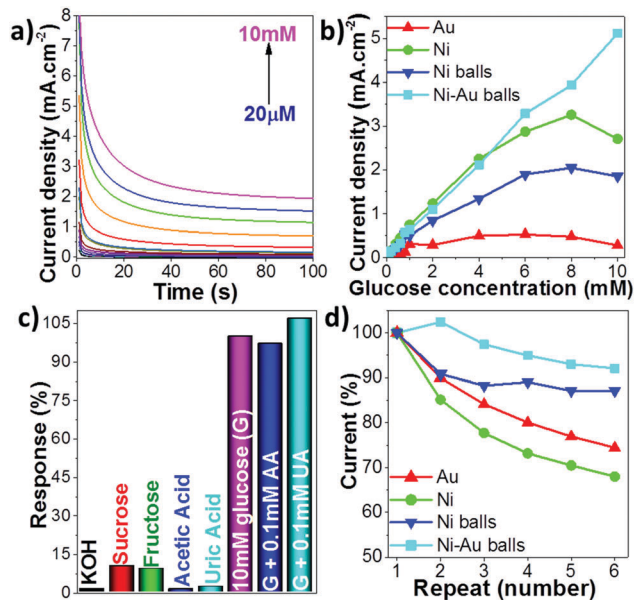 a)
10mM
20µM
Current density (mA.cm⁻²)
8
7
6
5
4
3
2
1
0
0 20 40 60 80 100
Time (s)
b)
Au
Ni
Ni balls
Ni-Au balls
Current density (mA.cm⁻²)
5
4
3
2
1
0
0 2 4 6 8 10
Glucose concentration (mM)
c)
Response (%)
105
90
75
60
45
30
15
0
KOH
Sucrose
Fructose
Acetic Acid
Uric Acid
10mM glucose (G)
G + 0.1mM AA
G + 0.1mM UA
d)
Current (%)
100
90
80
70
60
50
Au
Ni
Ni balls
Ni-Au balls
1 2 3 4 5 6
Repeat (number)